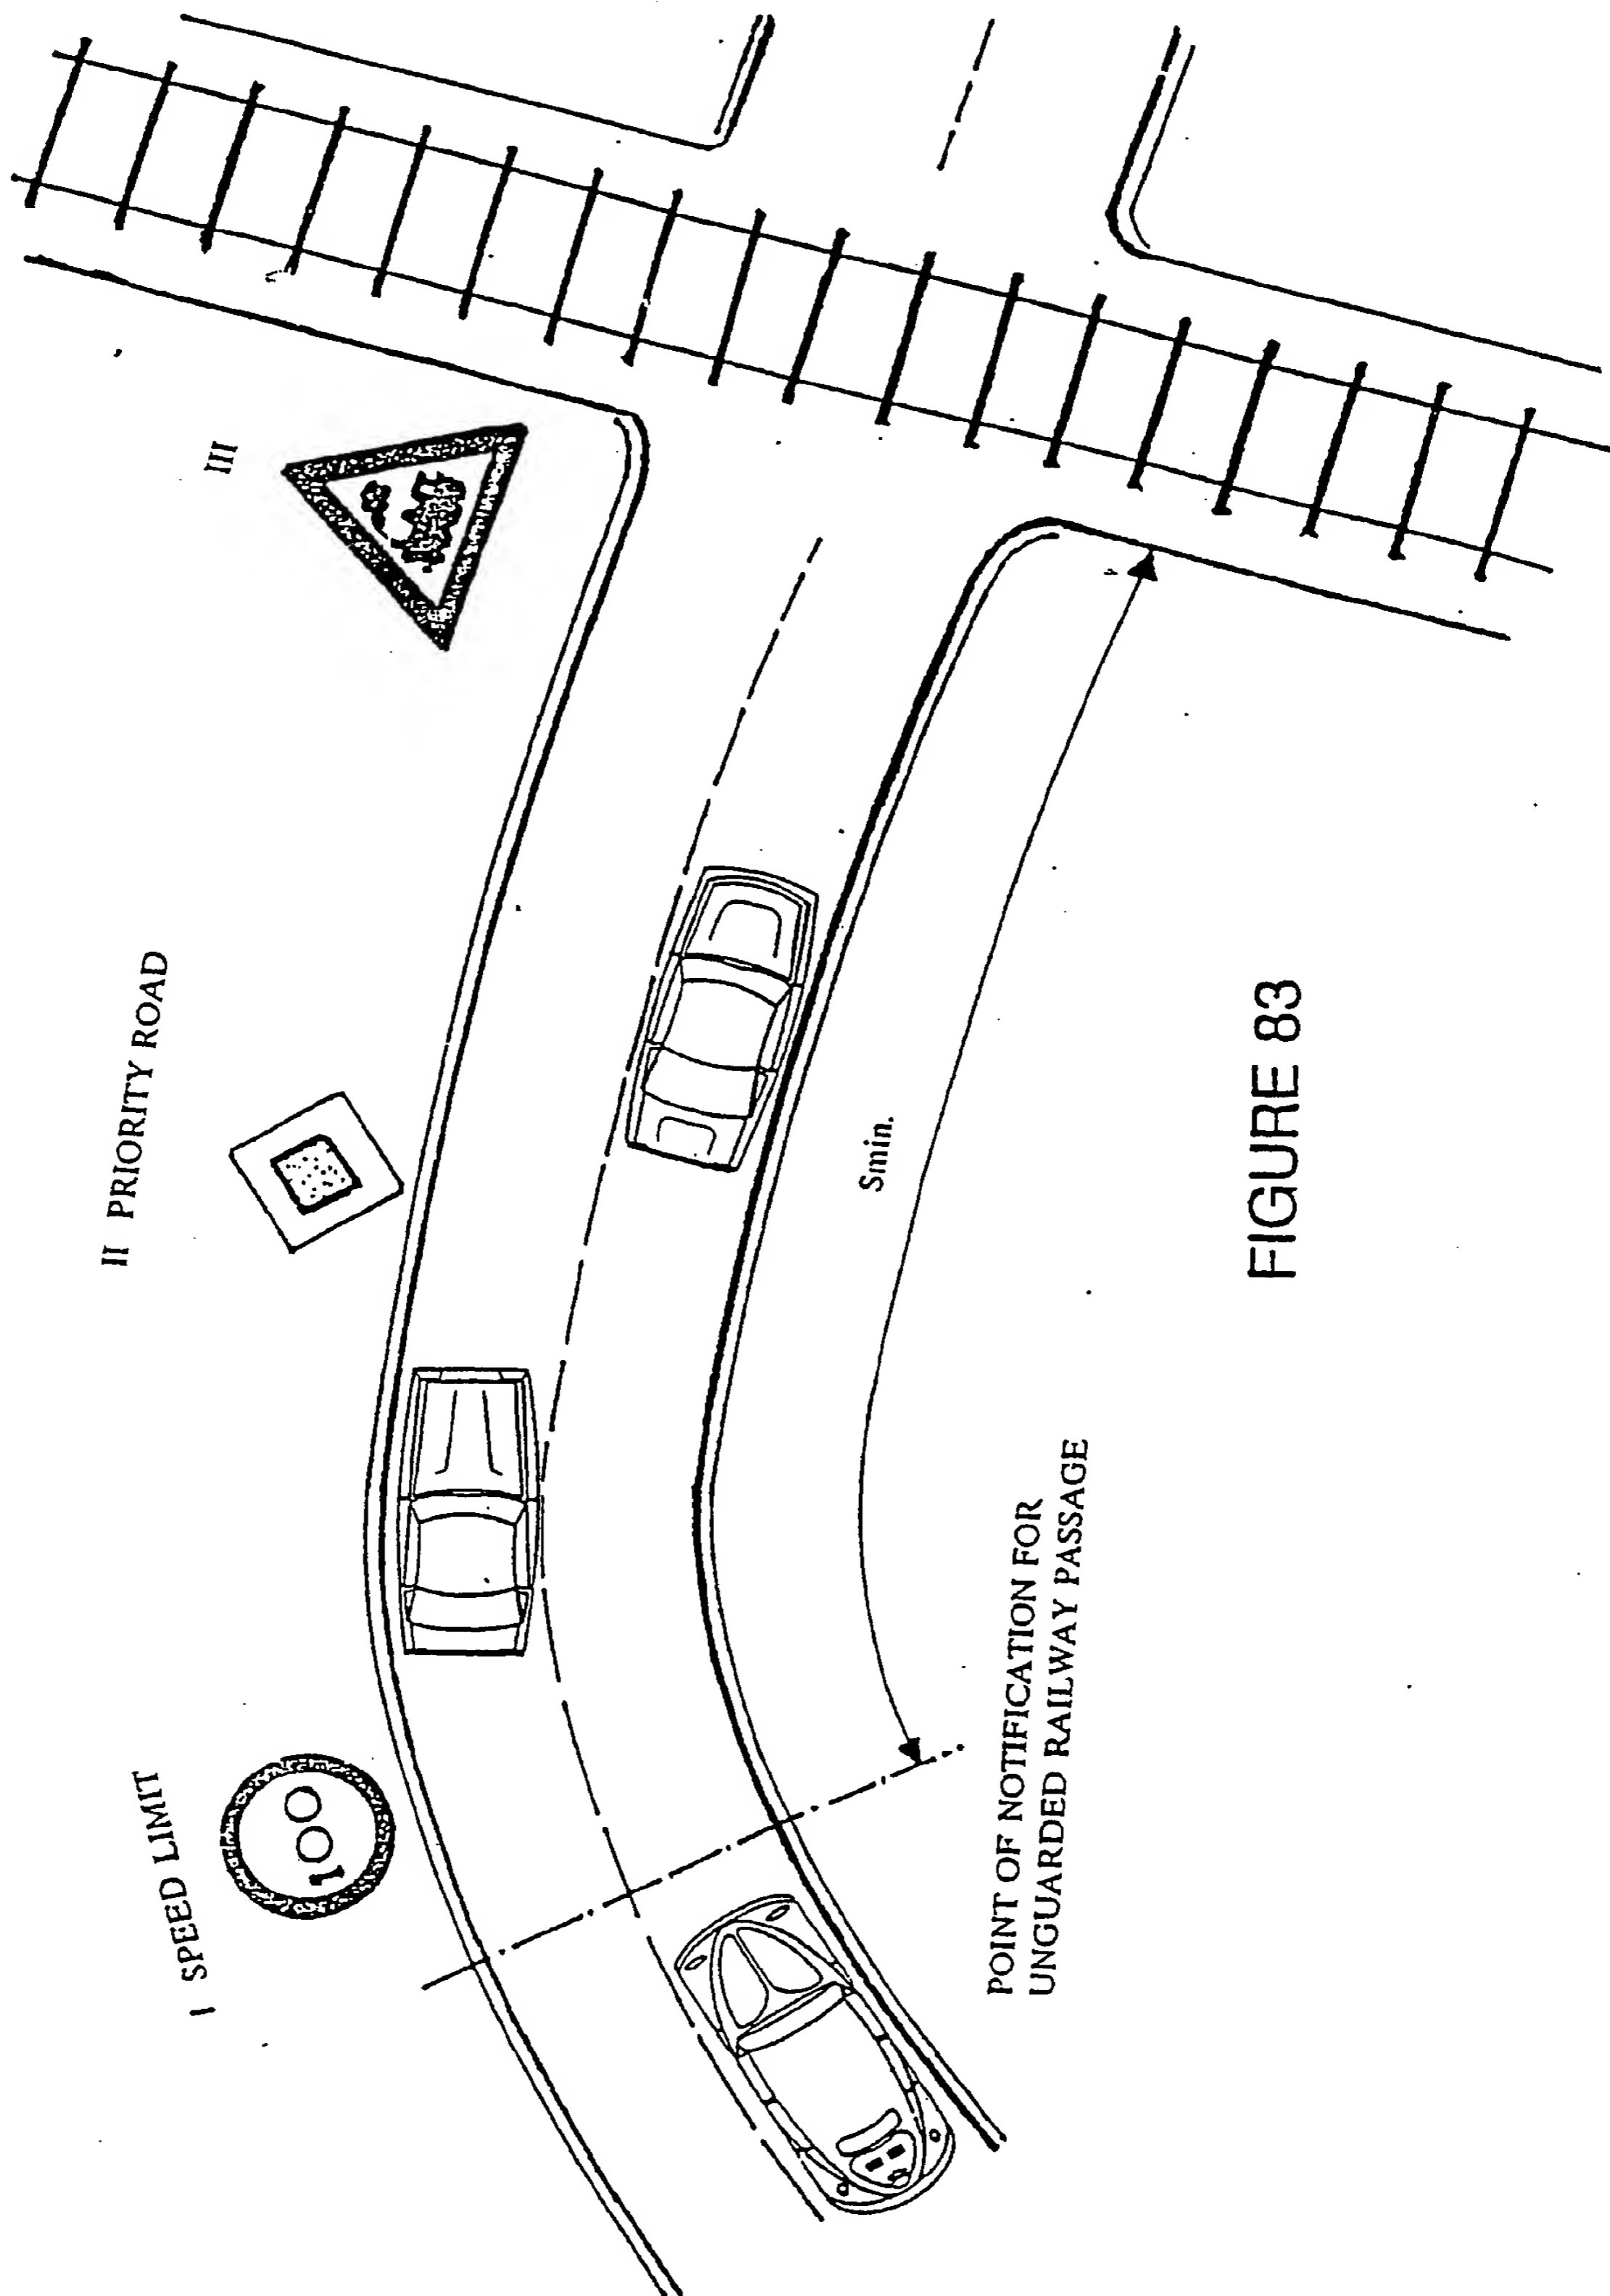 I SPEED LIMIT
100
II PRIORITY ROAD
III
Smin.
POINT OF NOTIFICATION FOR
UNGUARDED RAILWAY PASSAGE
FIGURE 83